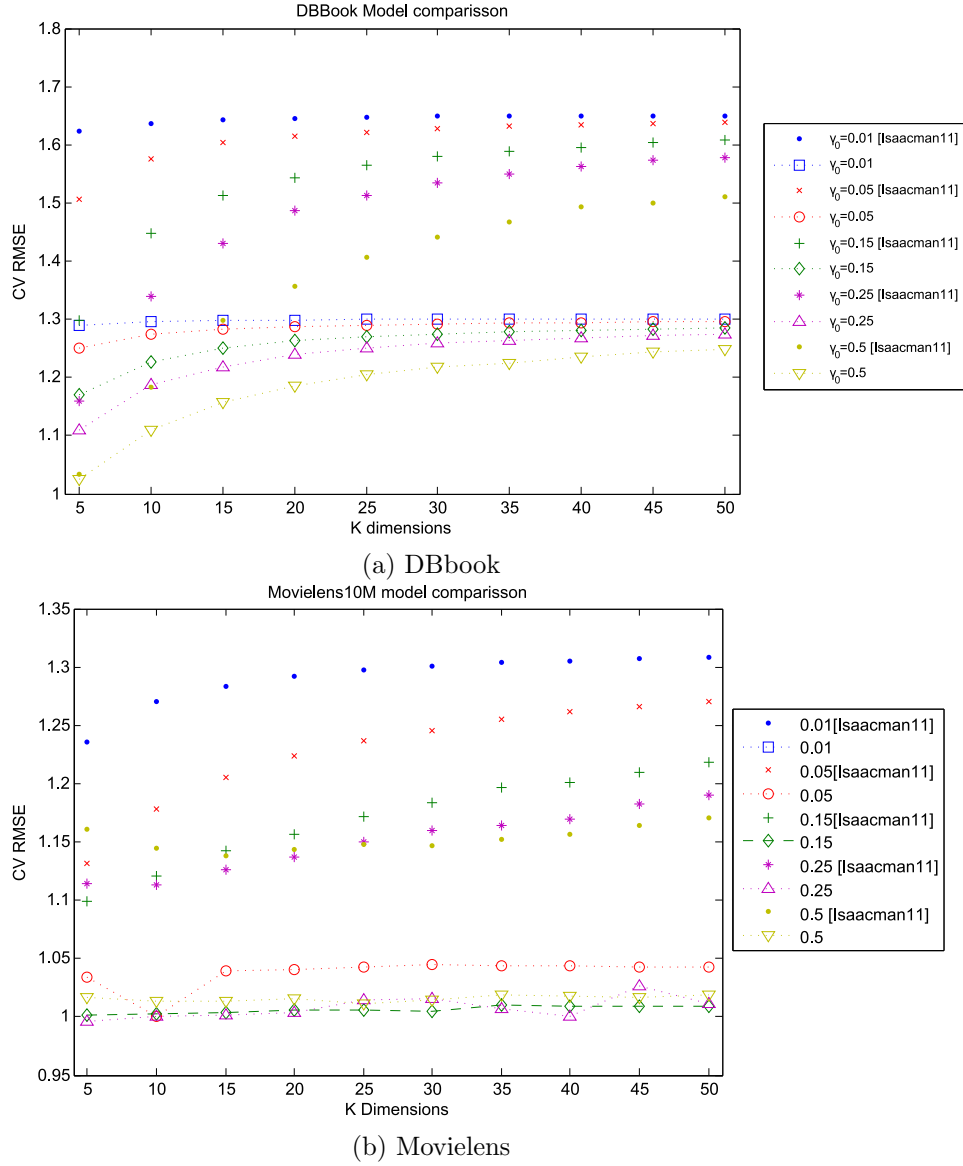 DBBook Model comparisson
1.8
1.7
1.6
1.5
1.4
1.3
1.2
1.1
1
CV RMSE
5 10 15 20 25 30 35 40 45 50
K dimensions
γ0=0.01 [Isaacman11]
γ0=0.01
γ0=0.05 [Isaacman11]
γ0=0.05
γ0=0.15 [Isaacman11]
γ0=0.15
γ0=0.25 [Isaacman11]
γ0=0.25
γ0=0.5 [Isaacman11]
γ0=0.5
(a) DBbook
Movielens10M model comparisson
1.35
1.3
1.25
1.2
1.15
1.1
1.05
1
0.95
CV RMSE
5 10 15 20 25 30 35 40 45 50
K Dimensions
0.01[Isaacman11]
0.01
0.05[Isaacman11]
0.05
0.15[Isaacman11]
0.15
0.25 [Isaacman11]
0.25
0.5 [Isaacman11]
0.5
(b) Movielens